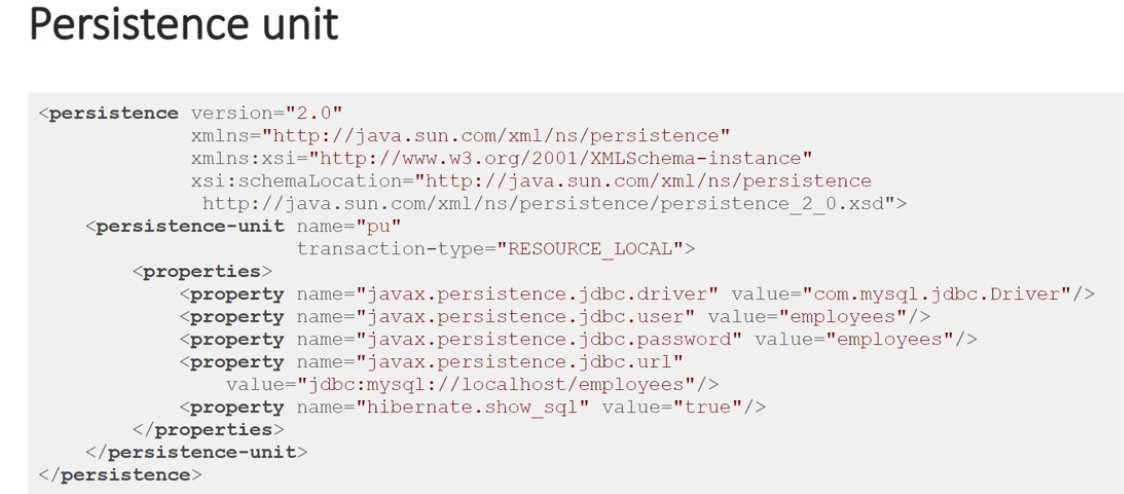 Persistence unit
<persistence version="2.0"
             xmlns="http://java.sun.com/xml/ns/persistence"
             xmlns:xsi="http://www.w3.org/2001/XMLSchema-instance"
             xsi:schemaLocation="http://java.sun.com/xml/ns/persistence
              http://java.sun.com/xml/ns/persistence/persistence_2_0.xsd">
    <persistence-unit name="pu"
                      transaction-type="RESOURCE_LOCAL">
        <properties>
            <property name="javax.persistence.jdbc.driver" value="com.mysql.jdbc.Driver"/>
            <property name="javax.persistence.jdbc.user" value="employees"/>
            <property name="javax.persistence.jdbc.password" value="employees"/>
            <property name="javax.persistence.jdbc.url"
                value="jdbc:mysql://localhost/employees"/>
            <property name="hibernate.show_sql" value="true"/>
        </properties>
    </persistence-unit>
</persistence>